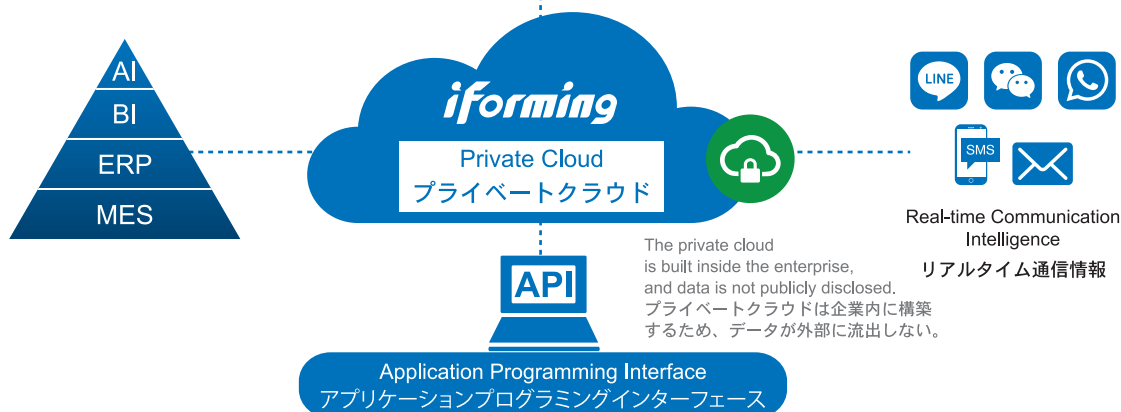 AI
BI
ERP
MES
iForming
Private Cloud
プライベートクラウド
LINE
SMS
Real-time Communication
Intelligence
リアルタイム通信情報
The private cloud
is built inside the enterprise,
and data is not publicly disclosed.
プライベートクラウドは企業内に構築
するため、データが外部に流出しない。
API
Application Programming Interface
アプリケーションプログラミングインターフェース